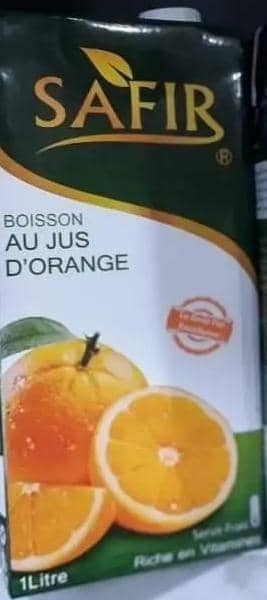 SAFIR
®
BOISSON
AU JUS
D'ORANGE
Servir Frais
Riche en Vitamines
1Litre